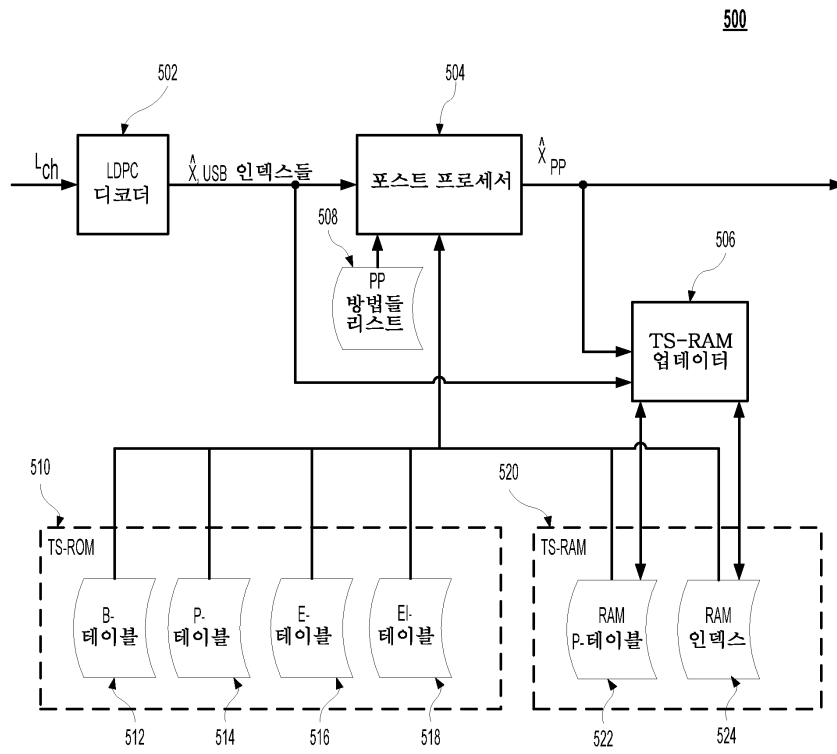 500
502
504
L ch
LDPC
디코더
X̂, USB 인덱스들
포스트 프로세서
X̂ PP
508
PP
방법들
리스트
506
TS-RAM
업데이터
510
520
TS-ROM
TS-RAM
B-
테이블
P-
테이블
E-
테이블
EI-
테이블
RAM
P-테이블
RAM
인덱스
512
514
516
518
522
524